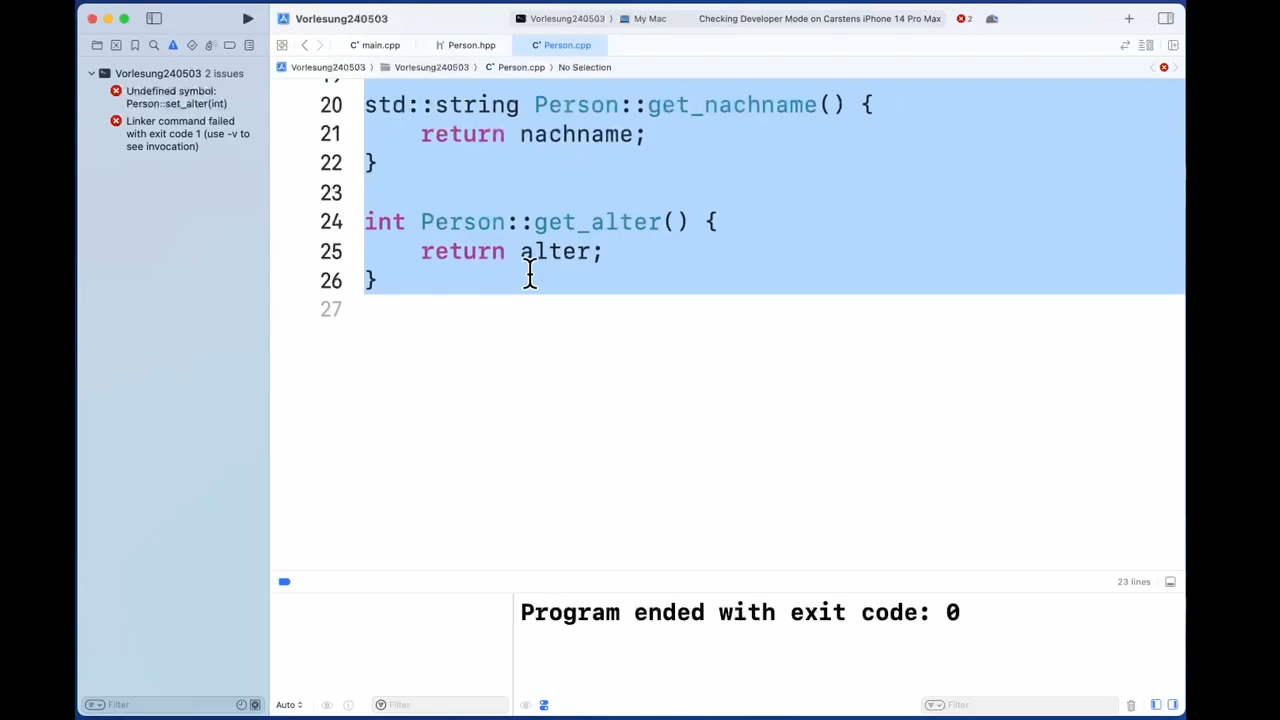 Vorlesung240503
Vorlesung240503 〉 My Mac
Checking Developer Mode on Carstens iPhone 14 Pro Max
2
main.cpp
Person.hpp
Person.cpp
Vorlesung240503 〉 Vorlesung240503 〉 Person.cpp 〉 No Selection
Vorlesung240503 2 issues
Undefined symbol:
Person::set_alter(int)
Linker command failed
with exit code 1 (use -v to
see invocation)
20 std::string Person::get_nachname() {
21 return nachname;
22 }
23
24 int Person::get_alter() {
25 return alter;
26 }
27
23 lines
Program ended with exit code: 0
Filter
Auto
Filter
Filter